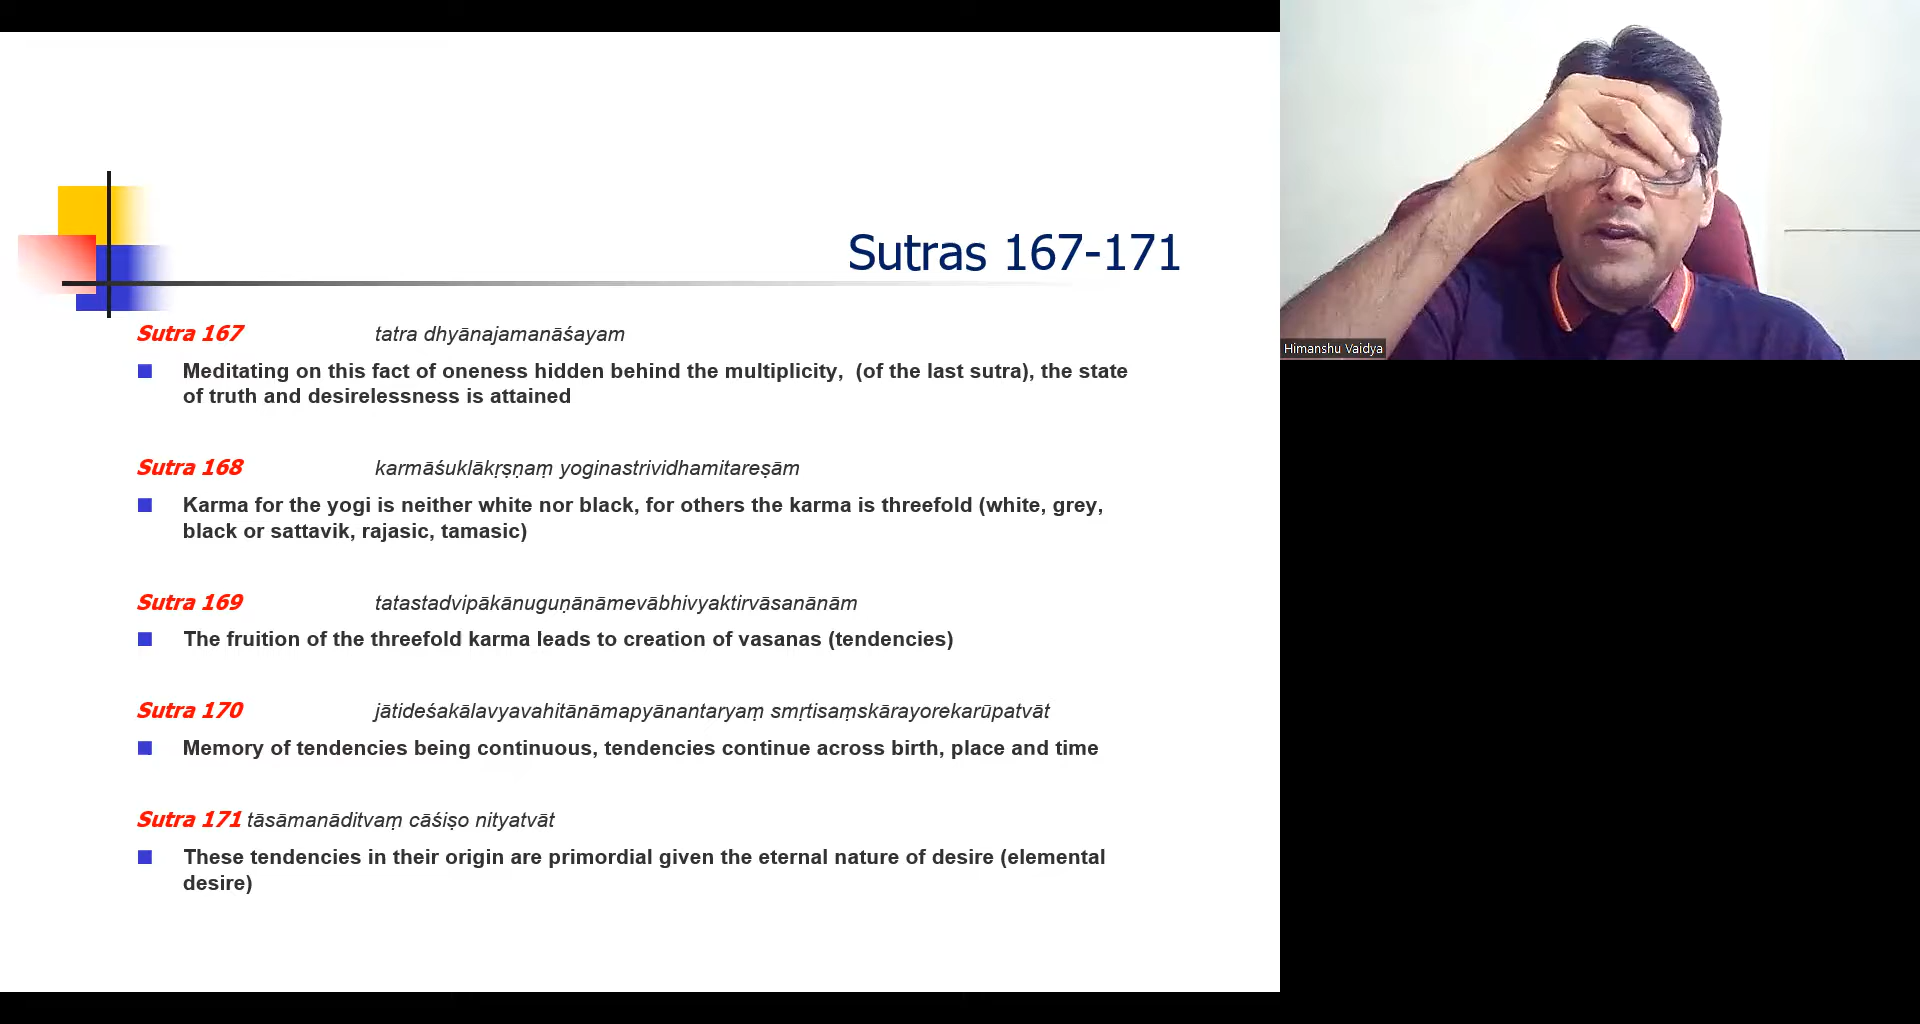 Sutras 167-171
Sutra 167 tatra dhyānajamanāśayam
Meditating on this fact of oneness hidden behind the multiplicity, (of the last sutra), the state
of truth and desirelessness is attained
Sutra 168 karmāśuklākṛṣṇaṃ yoginastrividhamitareṣām
Karma for the yogi is neither white nor black, for others the karma is threefold (white, grey,
black or sattavik, rajasic, tamasic)
Sutra 169 tatastadvipākānuguṇānāmevābhivyaktirvāsanānām
The fruition of the threefold karma leads to creation of vasanas (tendencies)
Sutra 170 jātideśakālavyavahitānāmapyānantaryaṃ smṛtisaṃskārayorekarūpatvāt
Memory of tendencies being continuous, tendencies continue across birth, place and time
Sutra 171 tāsāmanāditvaṃ cāśiṣo nityatvāt
These tendencies in their origin are primordial given the eternal nature of desire (elemental
desire)
Himanshu Vaidya